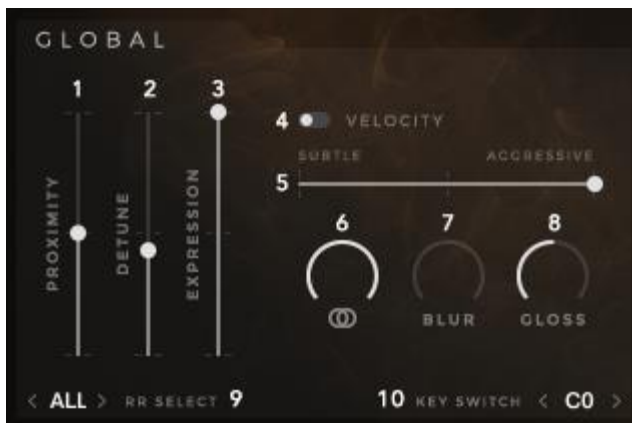 GLOBAL
1 2 3
4 VELOCITY
SUBTLE AGGRESSIVE
5
PROXIMITY
DETUNE
EXPRESSION
6 7 8
BLUR GLOSS
< ALL > RR SELECT 9 10 KEY SWITCH < C0 >